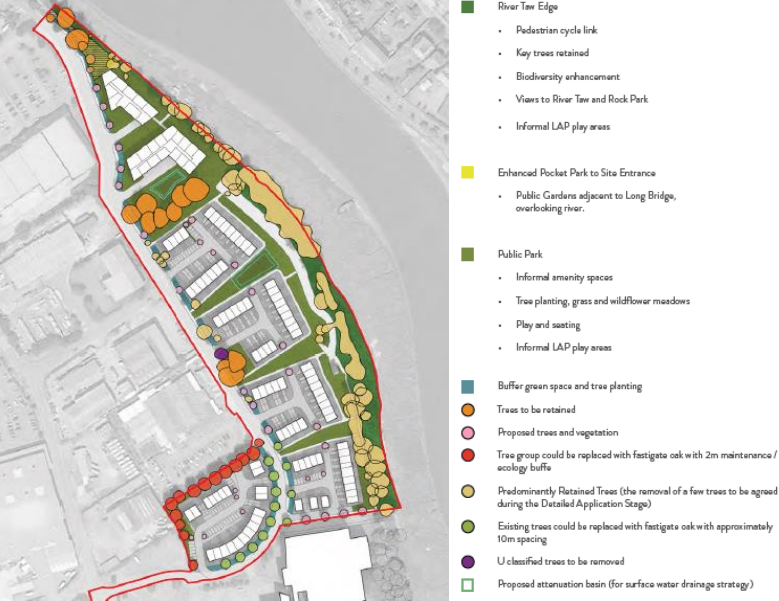 River Taw Edge
• Pedestrian cycle link
• Key trees retained
• Biodiversity enhancement
• Views to River Taw and Rock Park
• Informal LAP play areas
Enhanced Pocket Park to Site Entrance
• Public Gardens adjacent to Long Bridge,
overlooking river.
Public Park
• Informal amenity spaces
• Tree planting, grass and wildflower meadows
• Play and seating
• Informal LAP play areas
Buffer green space and tree planting
Trees to be retained
Proposed trees and vegetation
Tree group could be replaced with fastigate oak with 2m maintenance /
ecology buffe
Predominantly Retained Trees (the removal of a few trees to be agreed
during the Detailed Application Stage)
Existing trees could be replaced with fastigate oak with approximately
10m spacing
U classified trees to be removed
Proposed attenuation basin (for surface water drainage strategy)